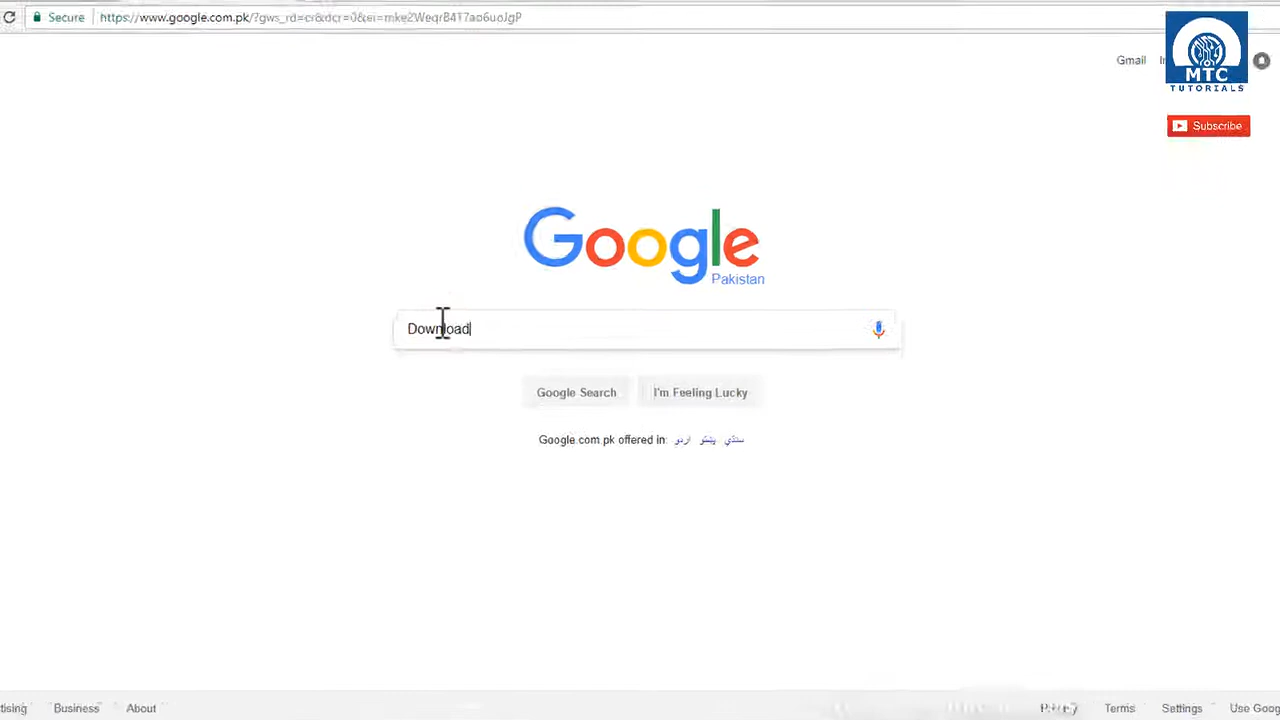 Secure https://www.google.com.pk/?gws_rd=cr&dcr=0&ei=mke2WeqrB4T7ao6uoJgP
Gmail
MTC
TUTORIALS
Subscribe
Google
Pakistan
Download
Google Search I'm Feeling Lucky
Google.com.pk offered in: اردو پښتو سنڌي
Business About Privacy Terms Settings